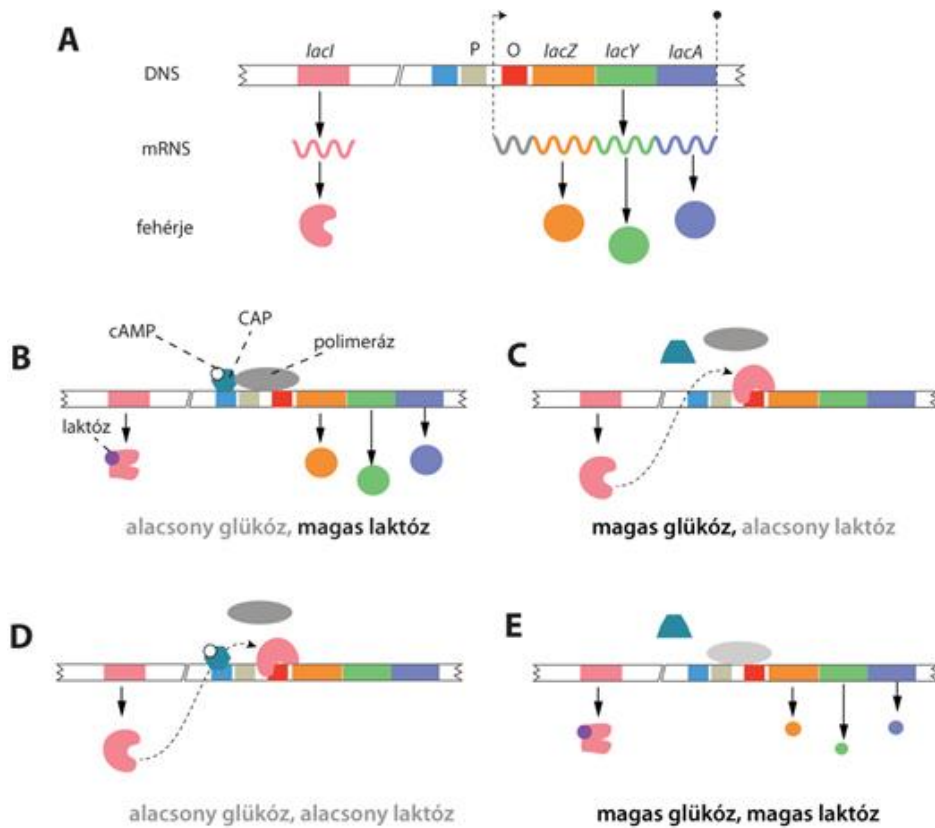 A
lacI
P
O
lacZ
lacY
lacA
DNS
mRNS
fehérje
B
cAMP
CAP
polimeráz
laktóz
alacsony glükóz, magas laktóz
C
magas glükóz, alacsony laktóz
D
alacsony glükóz, alacsony laktóz
E
magas glükóz, magas laktóz